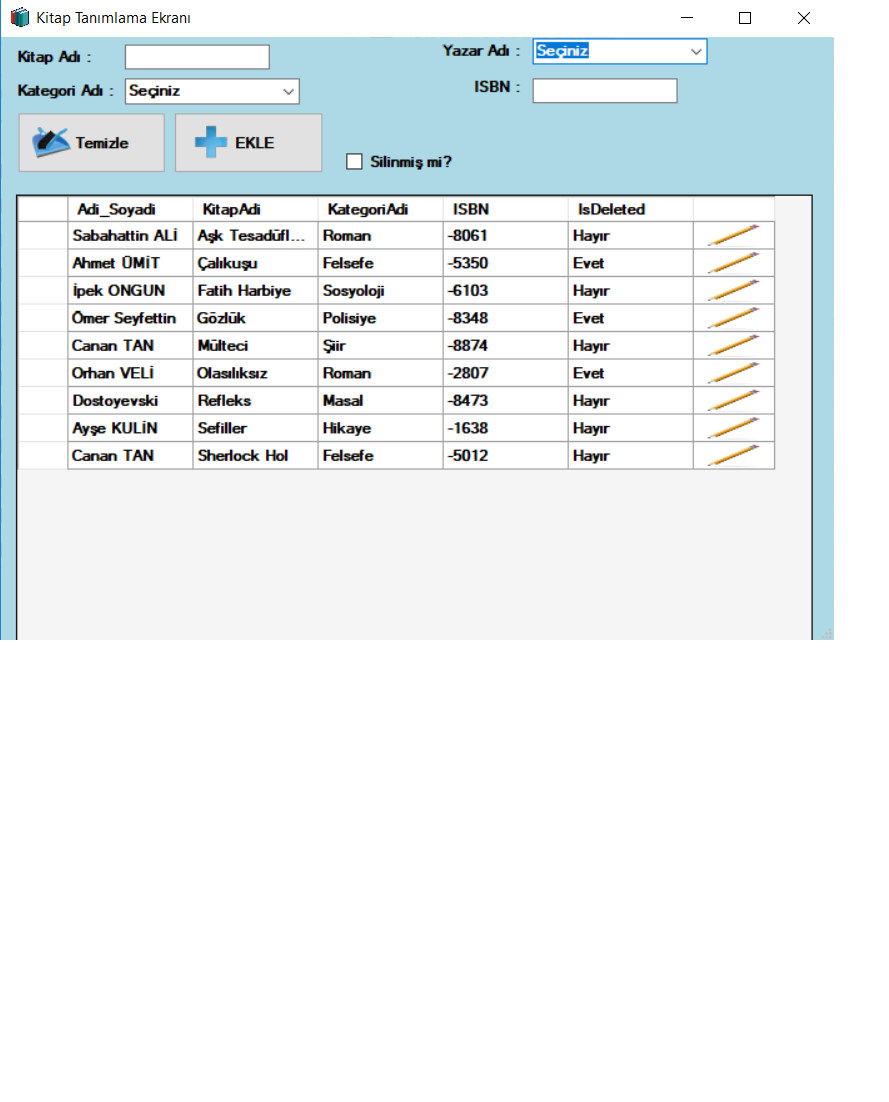 Kitap Tanımlama Ekranı
Kitap Adı : Yazar Adı : Seçiniz
Kategori Adı : Seçiniz ISBN :
Temizle EKLE Silinmiş mi?
Adi_Soyadi KitapAdi KategoriAdi ISBN IsDeleted
Sabahattin ALİ Aşk Tesadüfl... Roman -8061 Hayır
Ahmet ÜMİT Çalıkuşu Felsefe -5350 Evet
İpek ONGUN Fatih Harbiye Sosyoloji -6103 Hayır
Ömer Seyfettin Gözlük Polisiye -8348 Evet
Canan TAN Mülteci Şiir -8874 Hayır
Orhan VELİ Olasılıksız Roman -2807 Evet
Dostoyevski Refleks Masal -8473 Hayır
Ayşe KULİN Sefiller Hikaye -1638 Hayır
Canan TAN Sherlock Hol Felsefe -5012 Hayır